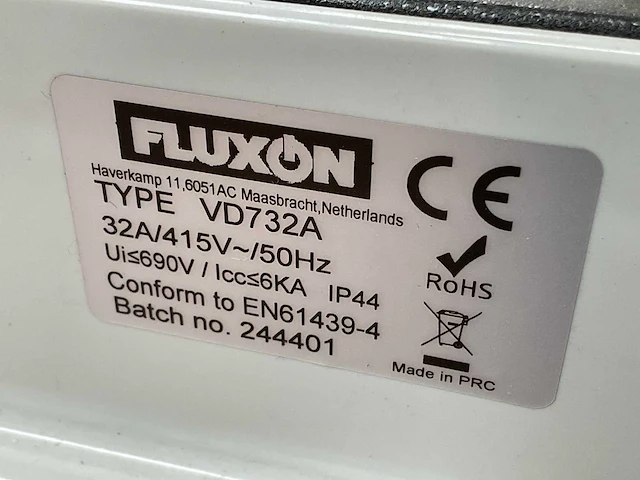 FLUXON
Haverkamp 11,6051AC Maasbracht,Netherlands
TYPE VD732A
32A/415V~/50Hz
Ui≤690V / Icc≤6KA IP44
Conform to EN61439-4
Batch no. 244401
CE
RoHS
Made in PRC